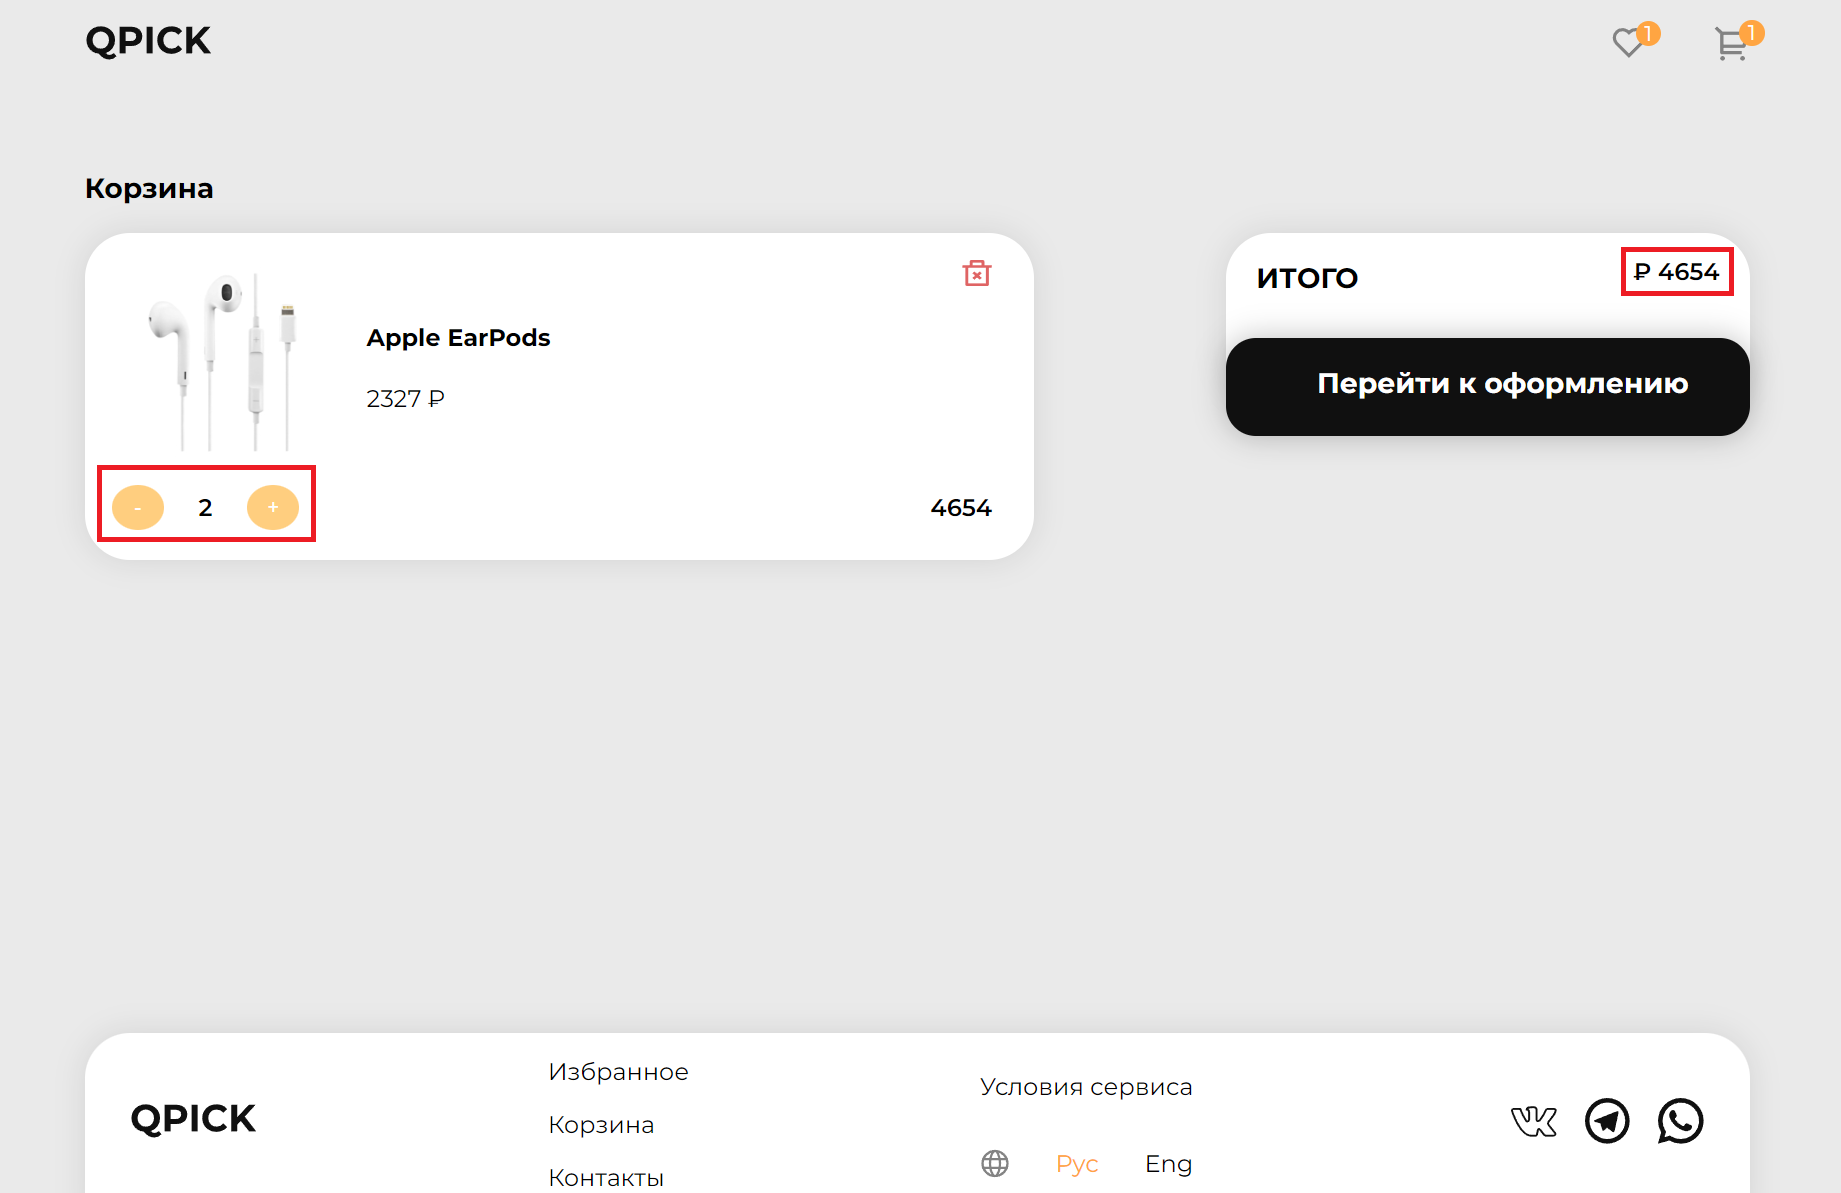 QPICK
1
1
Корзина
Apple EarPods
2327 ₽
- 2 +
4654
ИТОГО
₽ 4654
Перейти к оформлению
QPICK
Избранное
Корзина
Контакты
Условия сервиса
Рус Eng